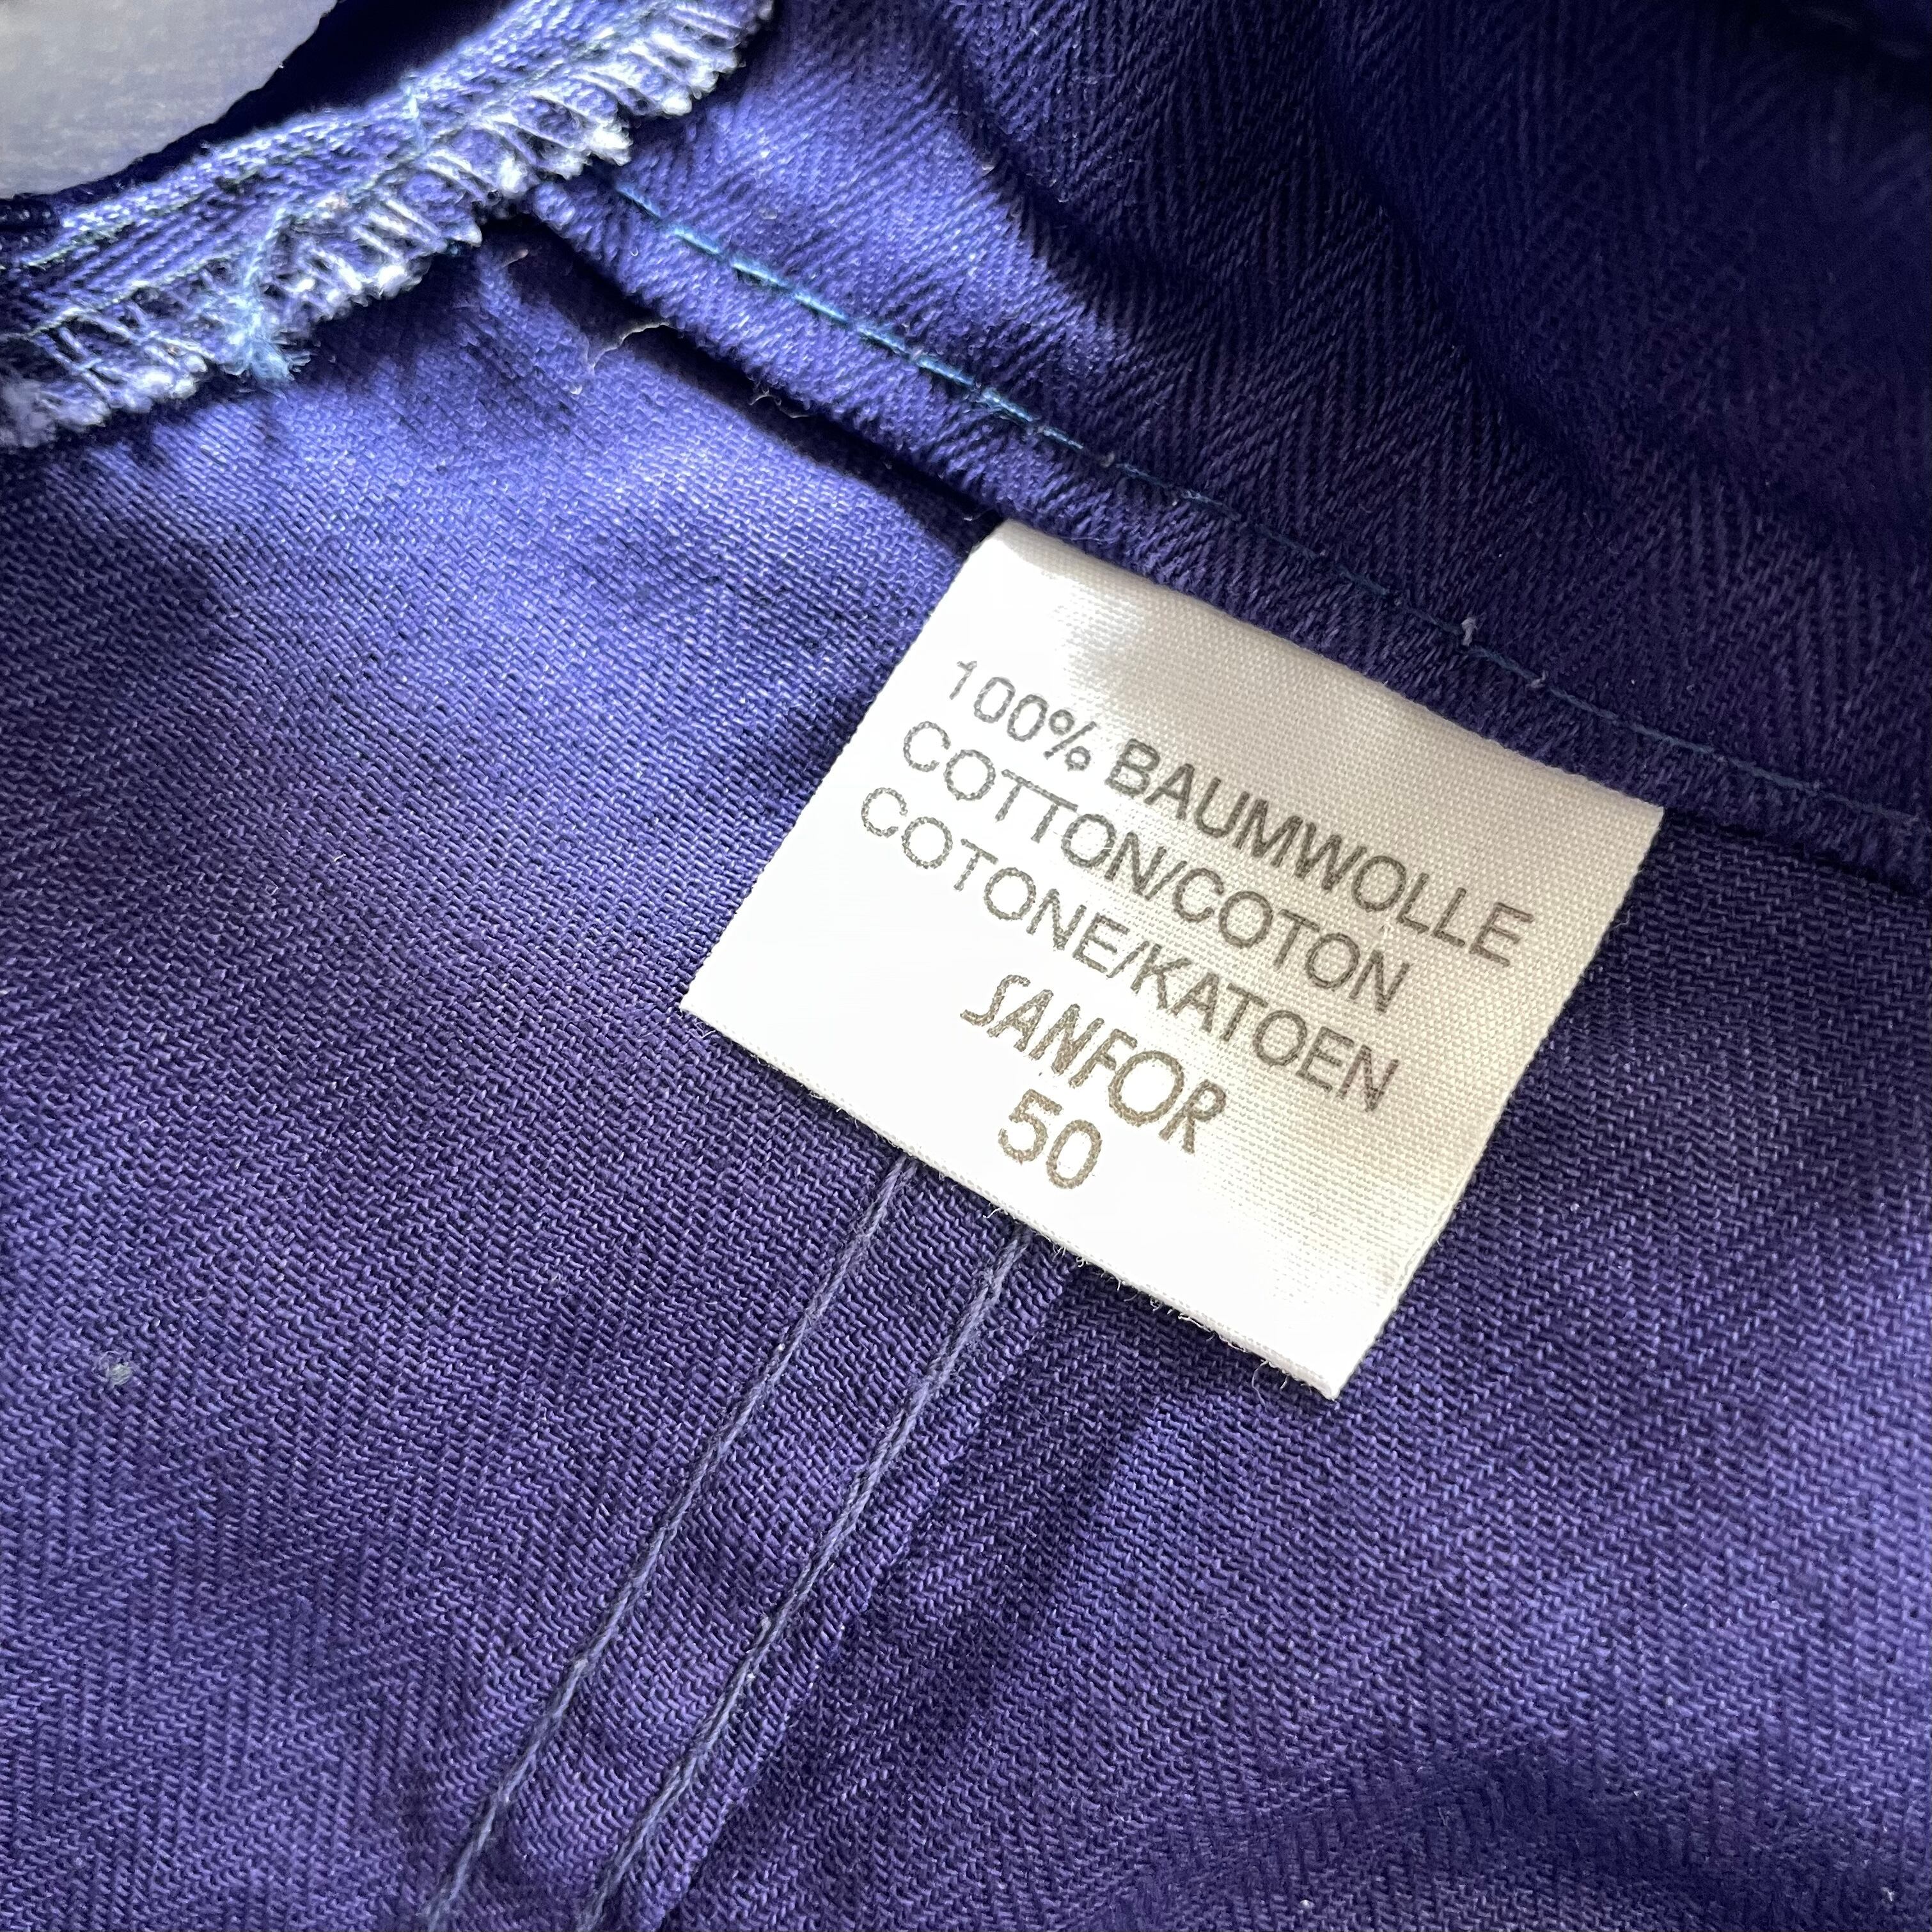 100% BAUMWOLLE
COTTON/COTON
COTONE/KATOEN
SANFOR
50